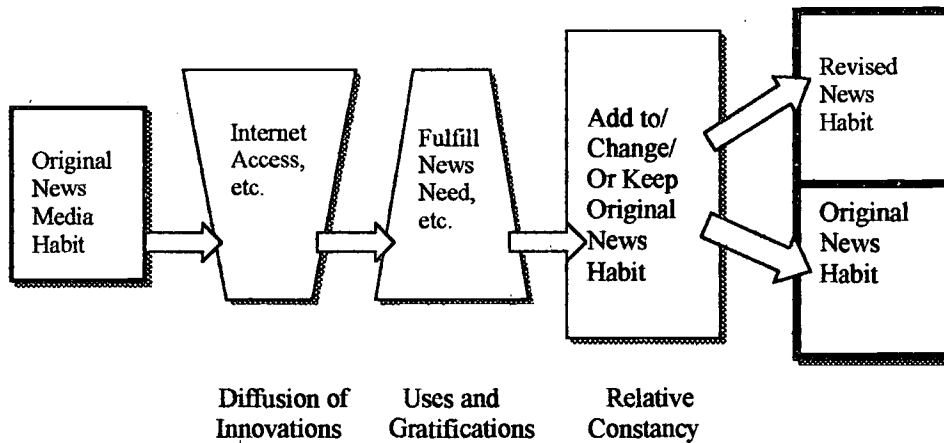 Original
News
Media
Habit
Internet
Access,
etc.
Fulfill
News
Need,
etc.
Add to/
Change/
Or Keep
Original
News
Habit
Revised
News
Habit
Original
News
Habit
Diffusion of
Innovations
Uses and
Gratifications
Relative
Constancy